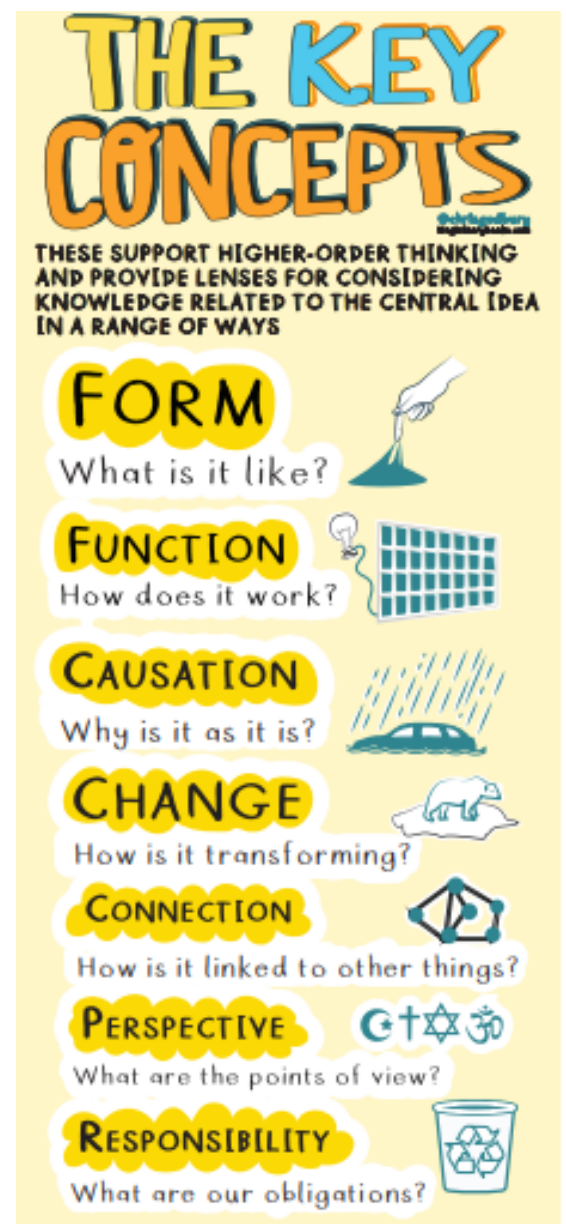 THE KEY
CONCEPTS
THESE SUPPORT HIGHER-ORDER THINKING
AND PROVIDE LENSES FOR CONSIDERING
KNOWLEDGE RELATED TO THE CENTRAL IDEA
IN A RANGE OF WAYS
FORM
What is it like?
FUNCTION
How does it work?
CAUSATION
Why is it as it is?
CHANGE
How is it transforming?
CONNECTION
How is it linked to other things?
PERSPECTIVE
What are the points of view?
RESPONSIBILITY
What are our obligations?